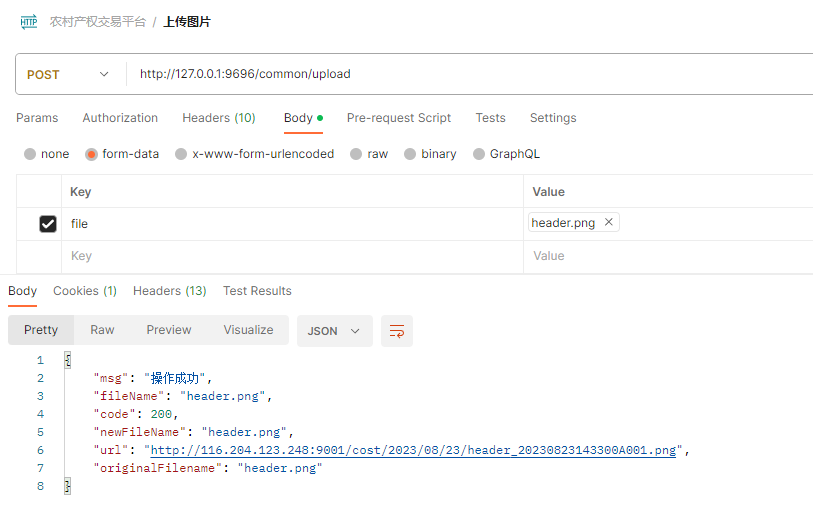 HTTP 农村产权交易平台 / 上传图片
POST http://127.0.0.1:9696/common/upload
Params Authorization Headers (10) Body Pre-request Script Tests Settings
none form-data x-www-form-urlencoded raw binary GraphQL
Key Value
file header.png
Key Value
Body Cookies (1) Headers (13) Test Results
Pretty Raw Preview Visualize JSON
1 {
2 "msg": "操作成功",
3 "fileName": "header.png",
4 "code": 200,
5 "newFileName": "header.png",
6 "url": "http://116.204.123.248:9001/cost/2023/08/23/header_20230823143300A001.png",
7 "originalFilename": "header.png"
8 }